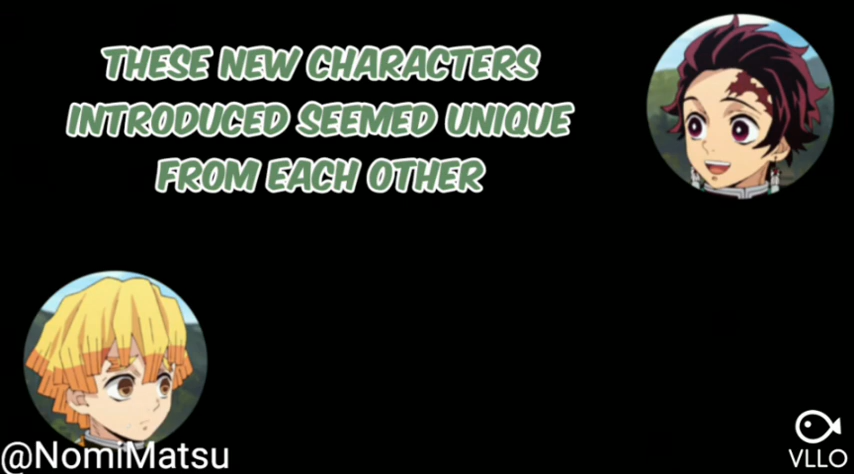 THESE NEW CHARACTERS
INTRODUCED SEEMED UNIQUE
FROM EACH OTHER
@NomiMatsu
VLLO